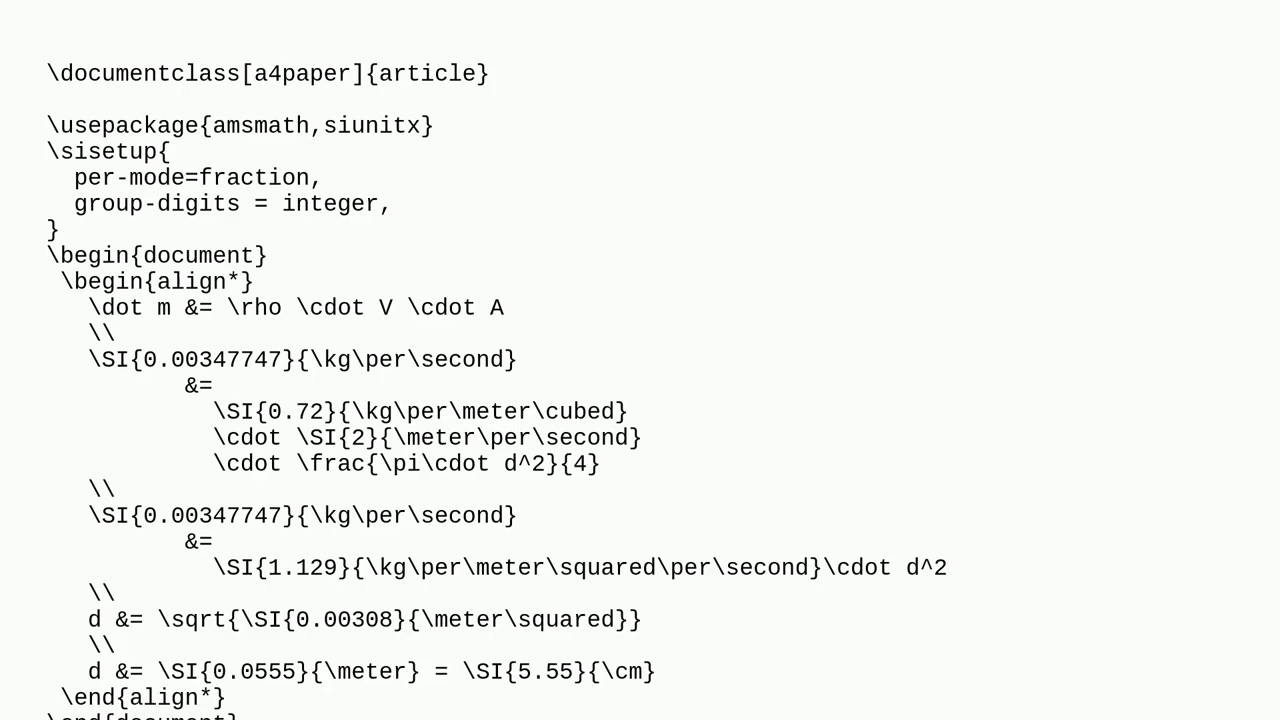 \documentclass[a4paper]{article}

\usepackage{amsmath,siunitx}
\sisetup{
  per-mode=fraction,
  group-digits = integer,
}
\begin{document}
 \begin{align*}
   \dot m &= \rho \cdot V \cdot A
   \\
   \SI{0.00347747}{\kg\per\second}
          &=
            \SI{0.72}{\kg\per\meter\cubed}
            \cdot \SI{2}{\meter\per\second}
            \cdot \frac{\pi\cdot d^2}{4}
   \\
   \SI{0.00347747}{\kg\per\second}
          &=
            \SI{1.129}{\kg\per\meter\squared\per\second}\cdot d^2
   \\
   d &= \sqrt{\SI{0.00308}{\meter\squared}}
   \\
   d &= \SI{0.0555}{\meter} = \SI{5.55}{\cm}
 \end{align*}
\end{document}